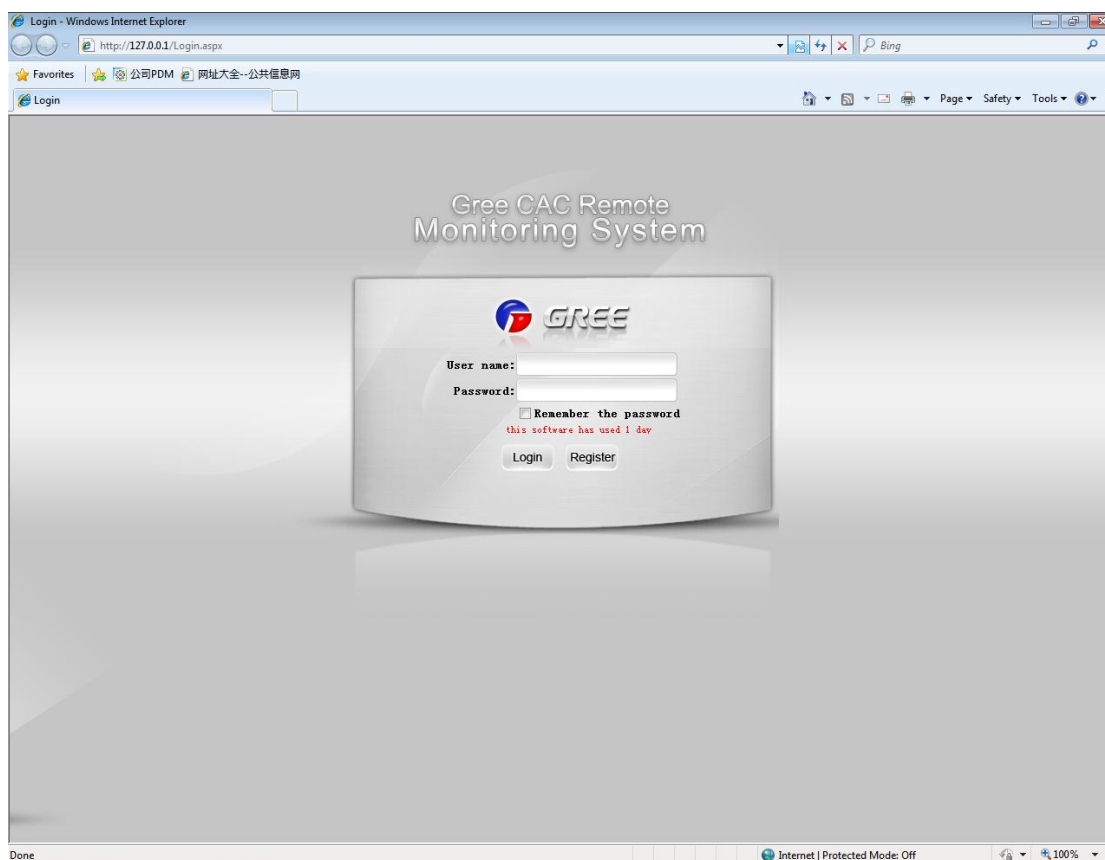 Login - Windows Internet Explorer
http://127.0.0.1/Login.aspx
Bing
Favorites 公司PDM 网址大全--公共信息网
Login
Page Safety Tools
Gree CAC Remote
Monitoring System
GREE
User name:
Password:
Remember the password
this software has used 1 day
Login Register
Done
Internet | Protected Mode: Off
100%